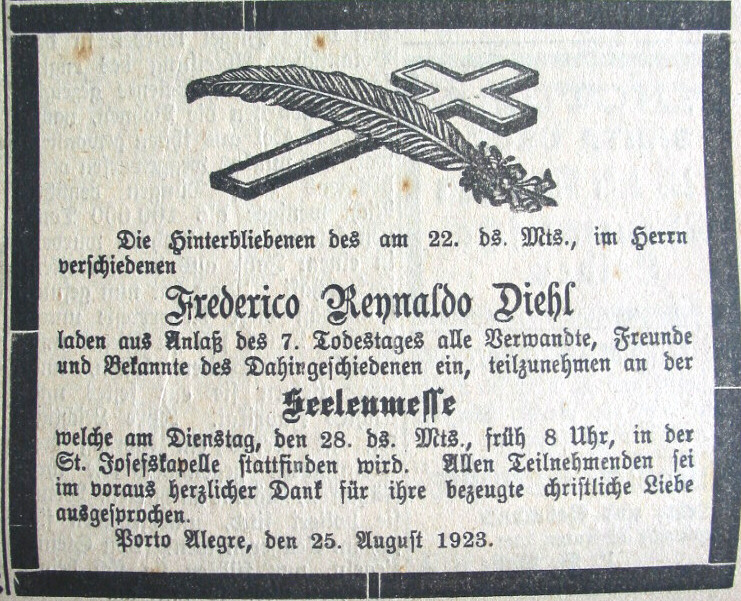 Die Hinterbliebenen des am 22. ds. Mts., im Herrn
verschiedenen
Frederico Reynaldo Diehl
laden aus Anlaß des 7. Todestages alle Verwandte, Freunde
und Bekannte des Dahingeschiedenen ein, teilzunehmen an der
Seelenmesse
welche am Dienstag, den 28. ds. Mts., früh 8 Uhr, in der
St. Josefskapelle stattfinden wird. Allen Teilnehmenden sei
im voraus herzlicher Dank für ihre bezeugte christliche Liebe
ausgesprochen.
Porto Alegre, den 25. August 1923.